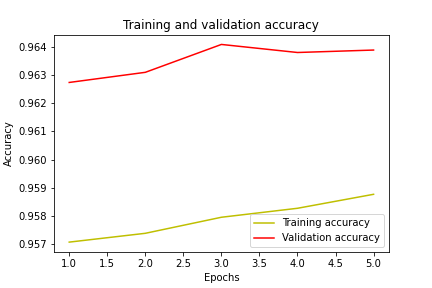 Training and validation accuracy
Accuracy
0.964
0.963
0.962
0.961
0.960
0.959
0.958
0.957
Training accuracy
Validation accuracy
1.0 1.5 2.0 2.5 3.0 3.5 4.0 4.5 5.0
Epochs